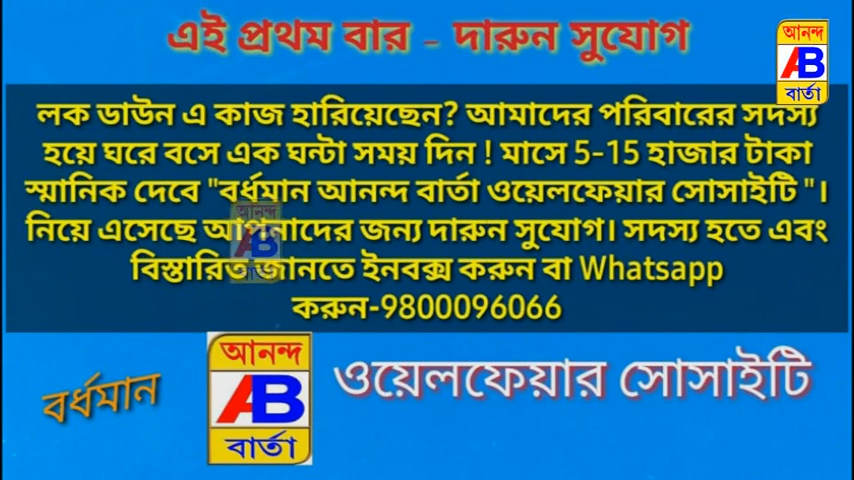 এই প্রথম বার - দারুন সুযোগ
আনন্দ
AB
বার্তা
লক ডাউন এ কাজ হারিয়েছেন? আমাদের পরিবারের সদস্য
হয়ে ঘরে বসে এক ঘন্টা সময় দিন ! মাসে 5-15 হাজার টাকা
স্মানিক দেবে "বর্ধমান আনন্দ বার্তা ওয়েলফেয়ার সোসাইটি "।
নিয়ে এসেছে আপনাদের জন্য দারুন সুযোগ। সদস্য হতে এবং
বিস্তারিত জানতে ইনবক্স করুন বা Whatsapp
করুন-9800096066
আনন্দ
AB
বার্তা
বর্ধমান
আনন্দ
AB
বার্তা
ওয়েলফেয়ার সোসাইটি